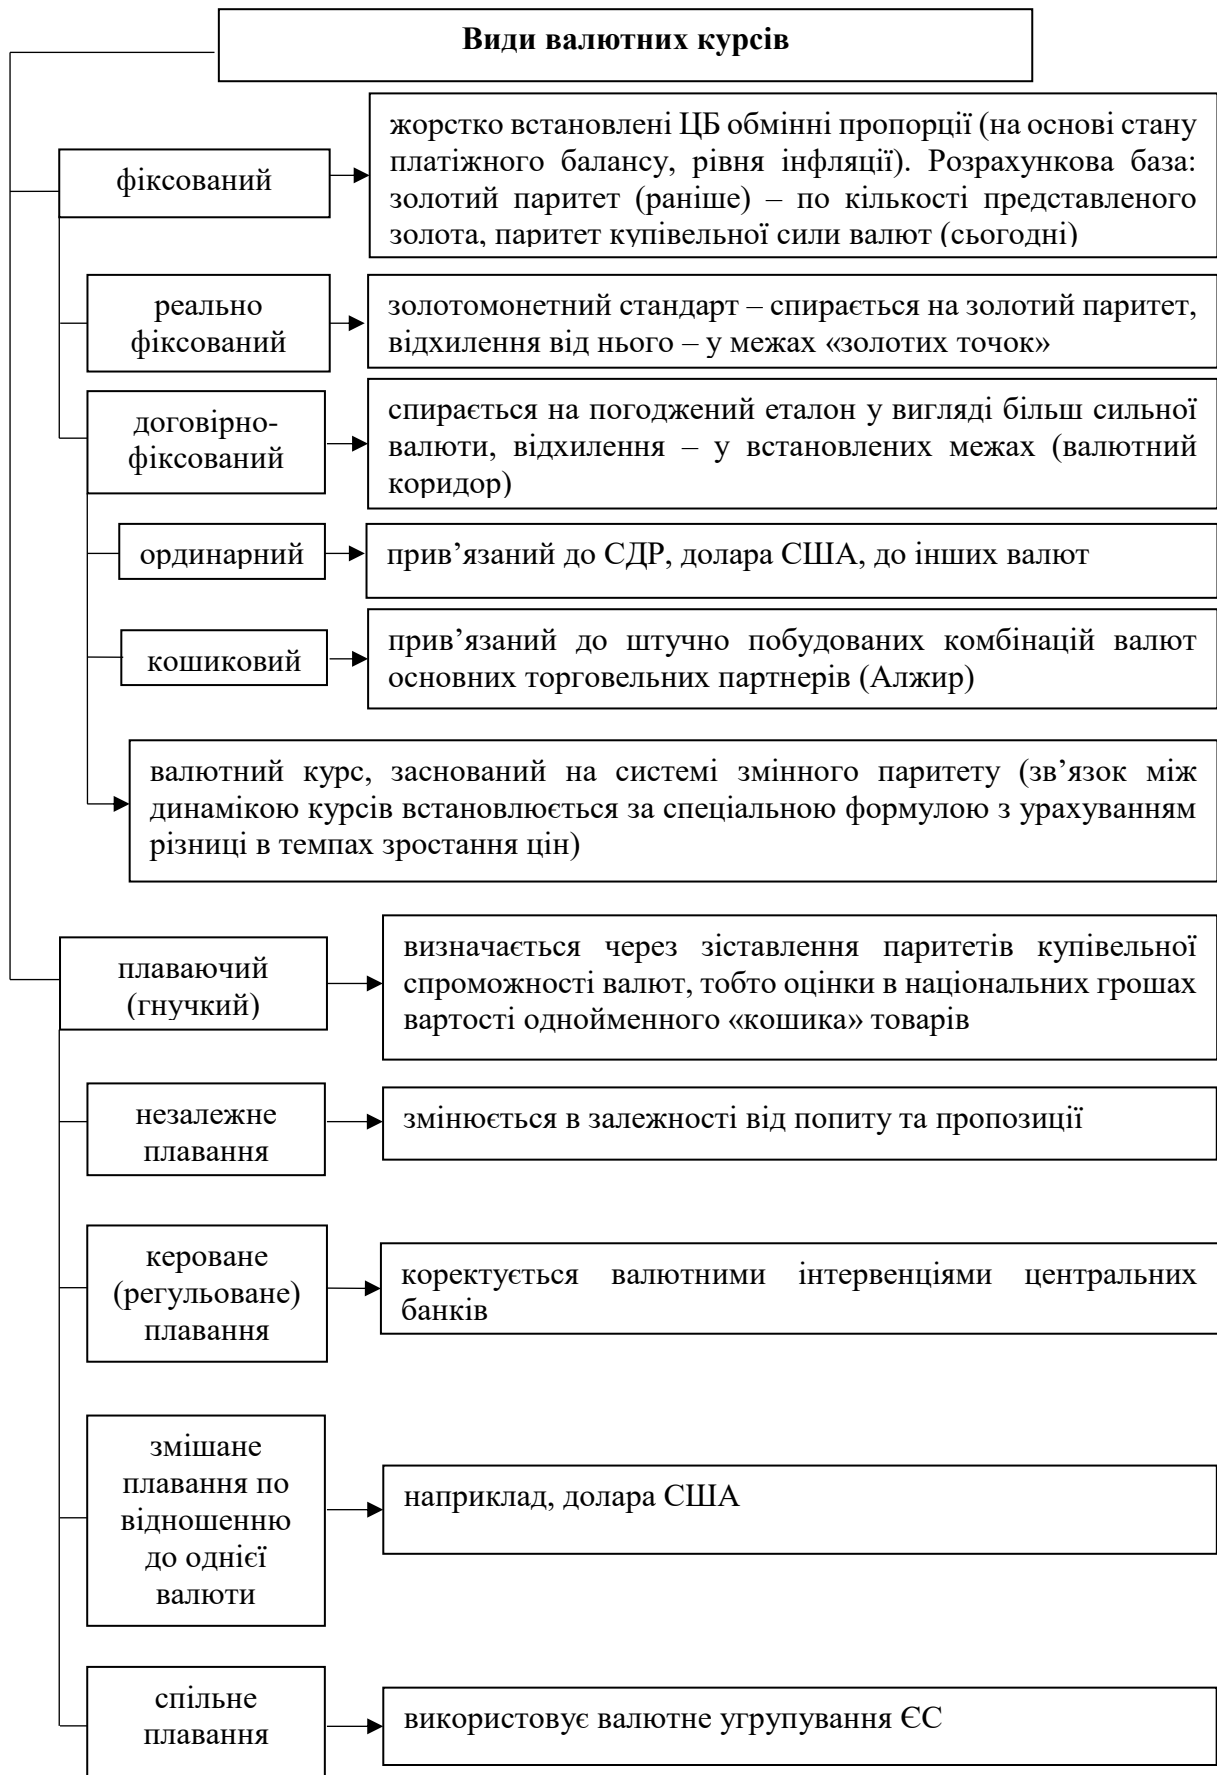 Види валютних курсів
фіксований
жорстко встановлені ЦБ обмінні пропорції (на основі стану
платіжного балансу, рівня інфляції). Розрахункова база:
золотий паритет (раніше) – по кількості представленого
золота, паритет купівельної сили валют (сьогодні)
реально
фіксований
золотомонетний стандарт – спирається на золотий паритет,
відхилення від нього – у межах «золотих точок»
договірно-
фіксований
спирається на погоджений еталон у вигляді більш сильної
валюти, відхилення – у встановлених межах (валютний
коридор)
ординарний
прив’язаний до СДР, долара США, до інших валют
кошиковий
прив’язаний до штучно побудованих комбінацій валют
основних торговельних партнерів (Алжир)
валютний курс, заснований на системі змінного паритету (зв’язок між
динамікою курсів встановлюється за спеціальною формулою з урахуванням
різниці в темпах зростання цін)
плаваючий
(гнучкий)
визначається через зіставлення паритетів купівельної
спроможності валют, тобто оцінки в національних грошах
вартості однойменного «кошика» товарів
незалежне
плавання
змінюється в залежності від попиту та пропозиції
кероване
(регульоване)
плавання
коректується валютними інтервенціями центральних
банків
змішане
плавання по
відношенню
до однієї
валюти
наприклад, долара США
спільне
плавання
використовує валютне угрупування ЄС